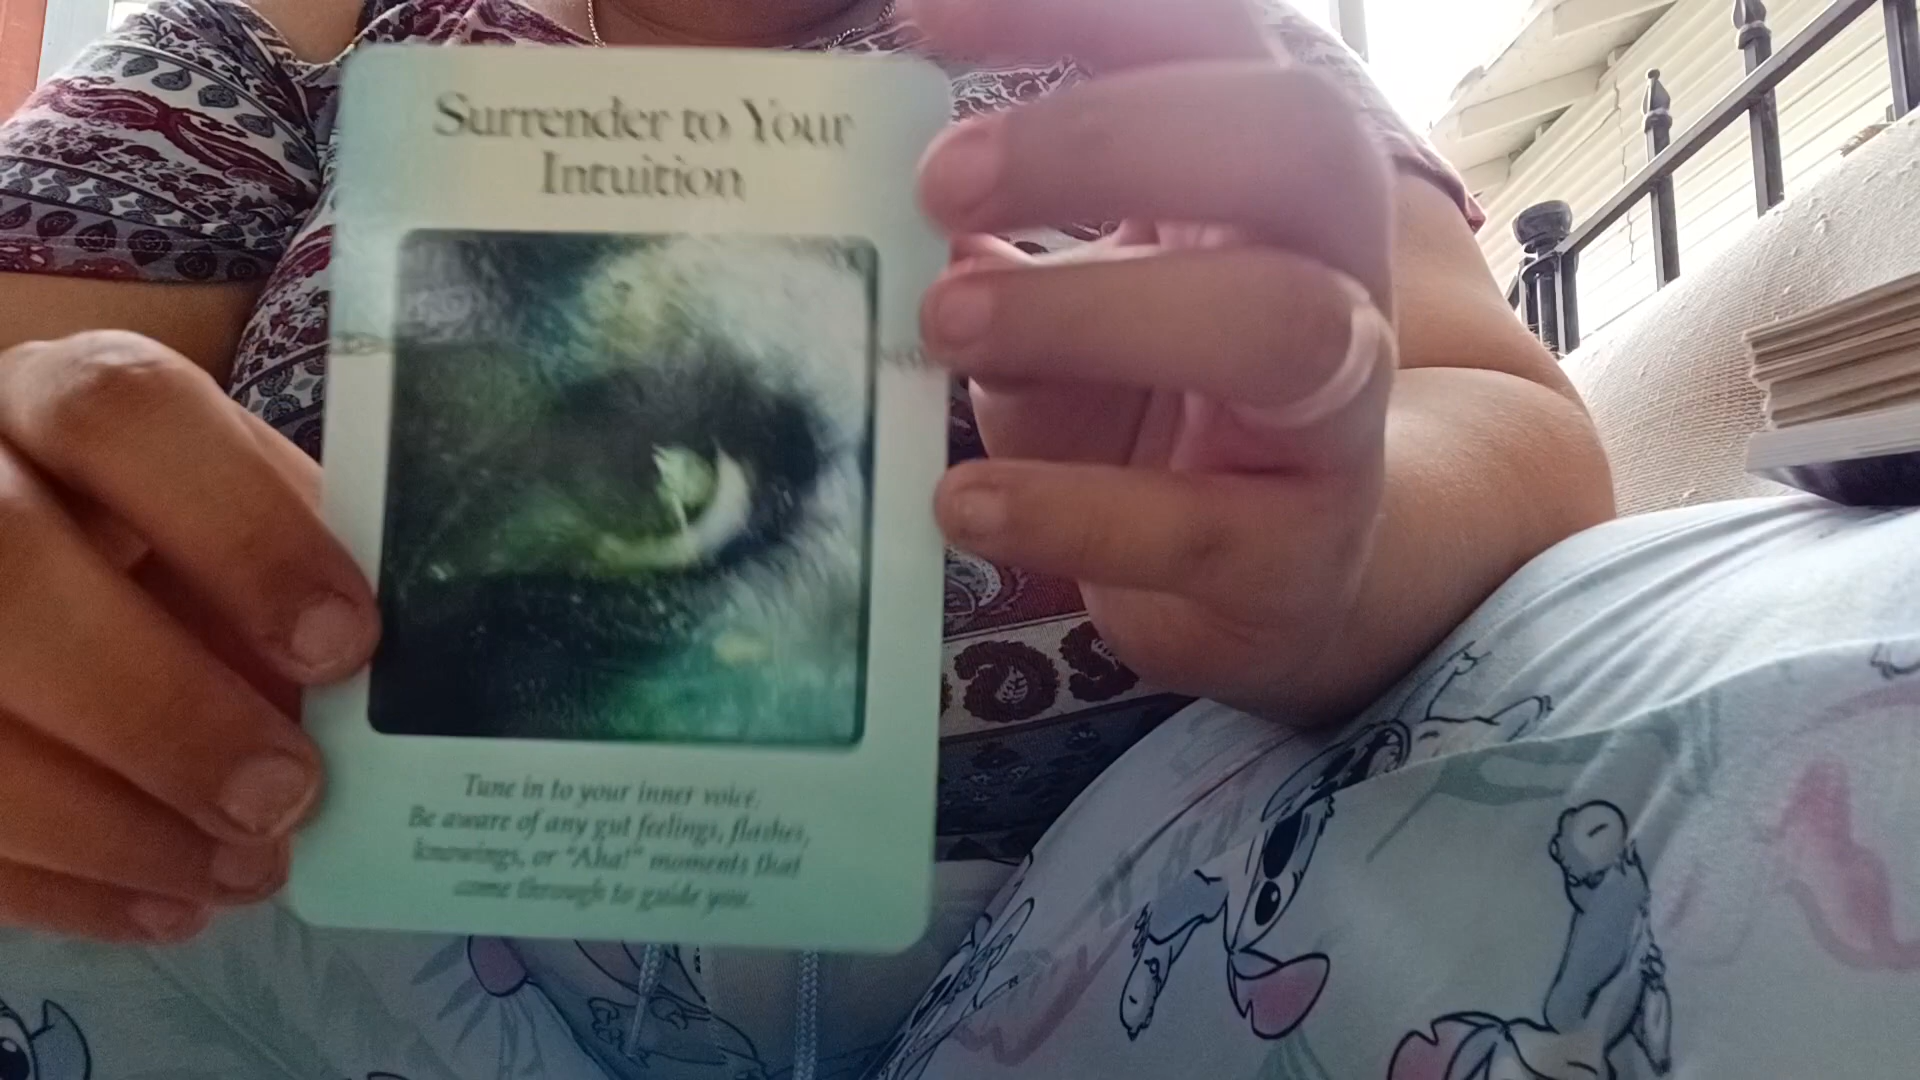 Surrender to Your
Intuition
Tune in to your inner voice.
Be aware of any gut feelings, flashes,
knowings, or "Aha!" moments that
come through to guide you.